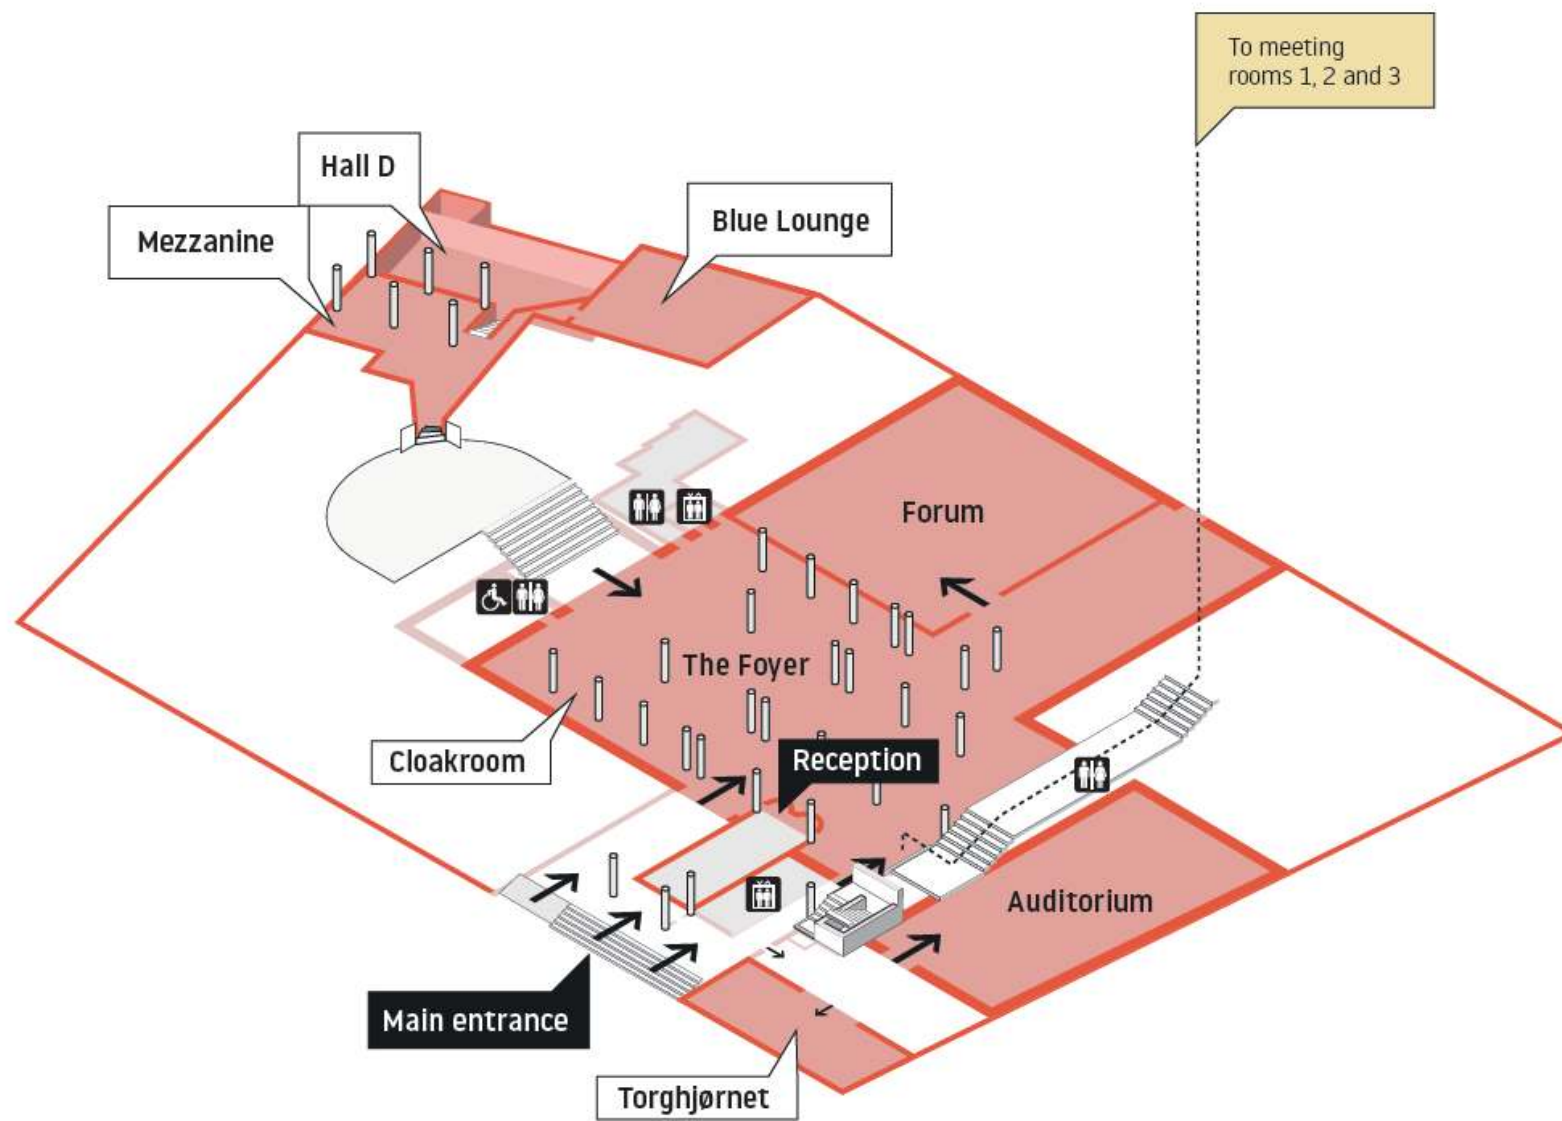 To meeting
rooms 1, 2 and 3
Hall D
Mezzanine
Blue Lounge
Forum
The Foyer
Cloakroom
Reception
Auditorium
Main entrance
Torghjørnet